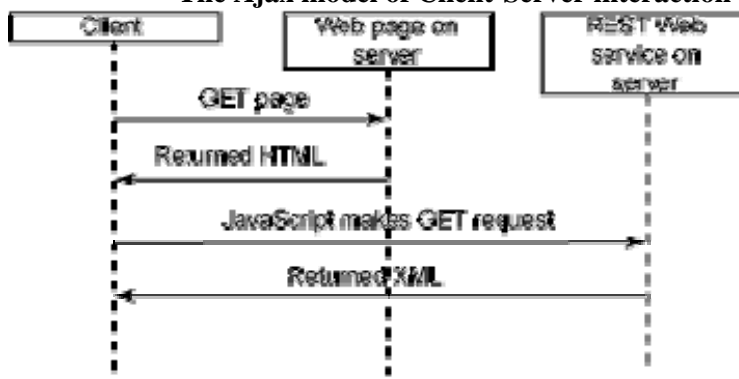 The Ajax model of Client-Server interaction
Client
Web page on
server
REST Web
service on
server
GET page
Returned HTML
JavaScript makes GET request
Returned XML